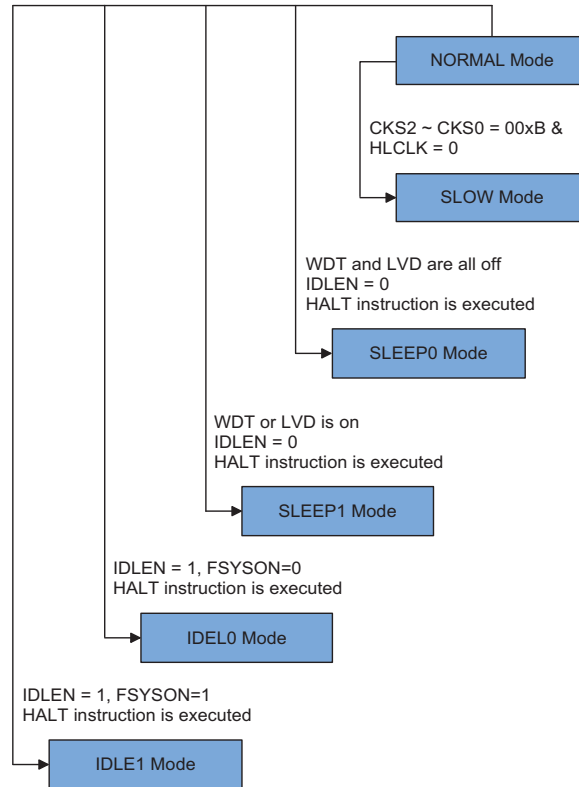 NORMAL Mode
CKS2 ~ CKS0 = 00xB &
HLCLK = 0
SLOW Mode
WDT and LVD are all off
IDLEN = 0
HALT instruction is executed
SLEEP0 Mode
WDT or LVD is on
IDLEN = 0
HALT instruction is executed
SLEEP1 Mode
IDLEN = 1, FSYSON=0
HALT instruction is executed
IDEL0 Mode
IDLEN = 1, FSYSON=1
HALT instruction is executed
IDLE1 Mode